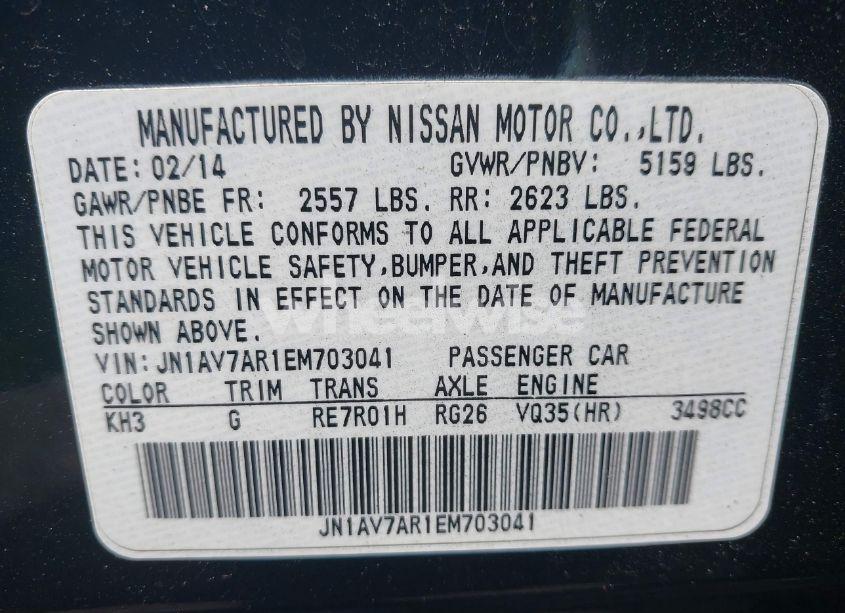 MANUFACTURED BY NISSAN MOTOR CO.,LTD.
DATE: 02/14 GVWR/PNBV: 5159 LBS.
GAWR/PNBE FR: 2557 LBS. RR: 2623 LBS.
THIS VEHICLE CONFORMS TO ALL APPLICABLE FEDERAL
MOTOR VEHICLE SAFETY,BUMPER,AND THEFT PREVENTION
STANDARDS IN EFFECT ON THE DATE OF MANUFACTURE
SHOWN ABOVE.
wheelwise
VIN:JN1AV7AR1EM703041 PASSENGER CAR
COLOR TRIM TRANS AXLE ENGINE
KH3 G RE7R01H RG26 VQ35(HR) 3498CC
JN1AV7AR1EM703041